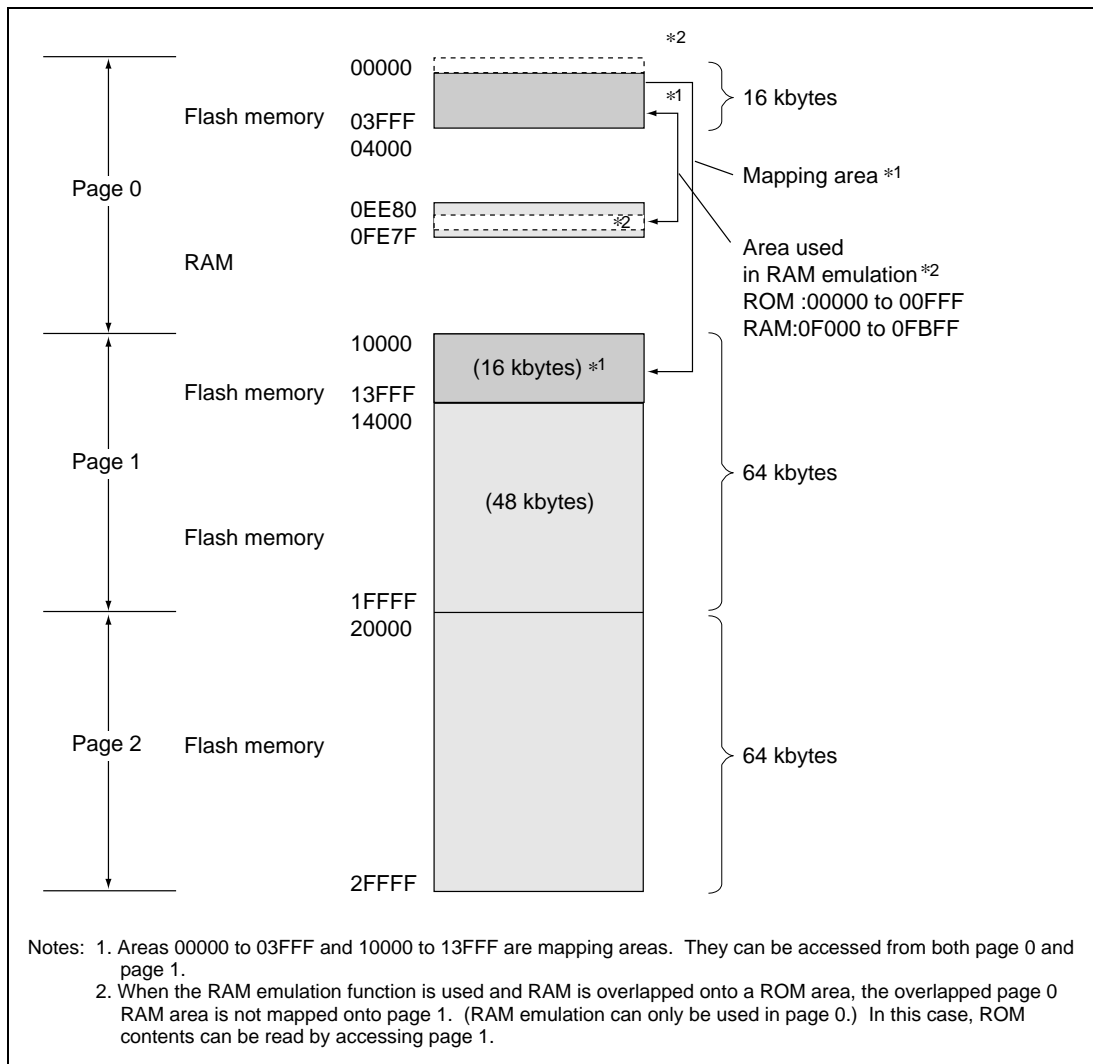 *2
00000
16 kbytes
*1
Flash memory
03FFF
04000
Mapping area *1
Page 0
0EE80
*2
0FE7F
Area used
in RAM emulation *2
RAM
ROM :00000 to 00FFF
RAM:0F000 to 0FBFF
10000
(16 kbytes) *1
Flash memory
13FFF
14000
Page 1
64 kbytes
(48 kbytes)
Flash memory
1FFFF
20000
Page 2
Flash memory
64 kbytes
2FFFF
Notes: 1. Areas 00000 to 03FFF and 10000 to 13FFF are mapping areas. They can be accessed from both page 0 and
page 1.
2. When the RAM emulation function is used and RAM is overlapped onto a ROM area, the overlapped page 0
RAM area is not mapped onto page 1. (RAM emulation can only be used in page 0.) In this case, ROM
contents can be read by accessing page 1.